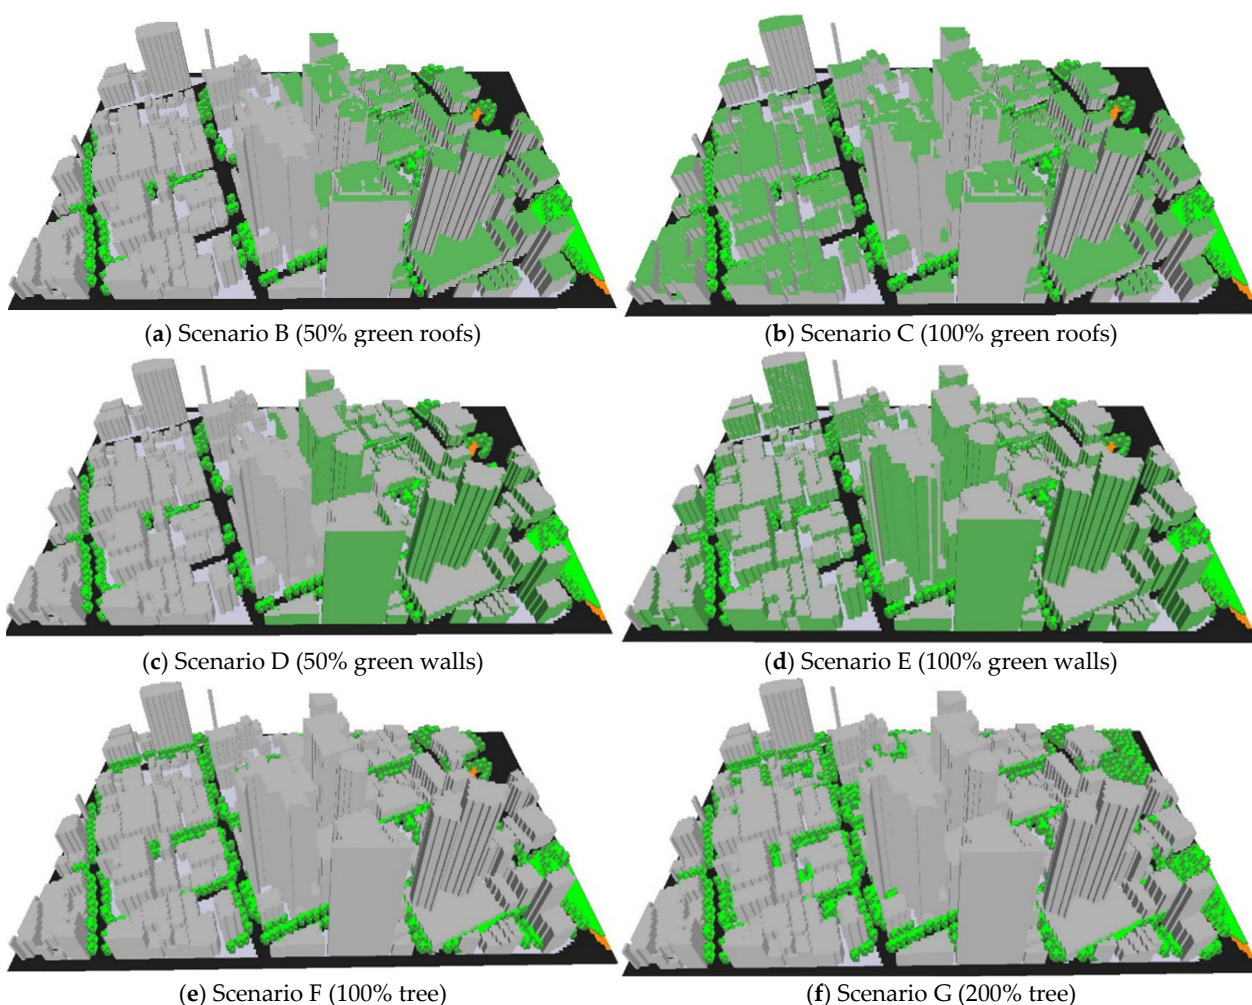 (a) Scenario B (50% green roofs)
(b) Scenario C (100% green roofs)
(c) Scenario D (50% green walls)
(d) Scenario E (100% green walls)
(e) Scenario F (100% tree)
(f) Scenario G (200% tree)